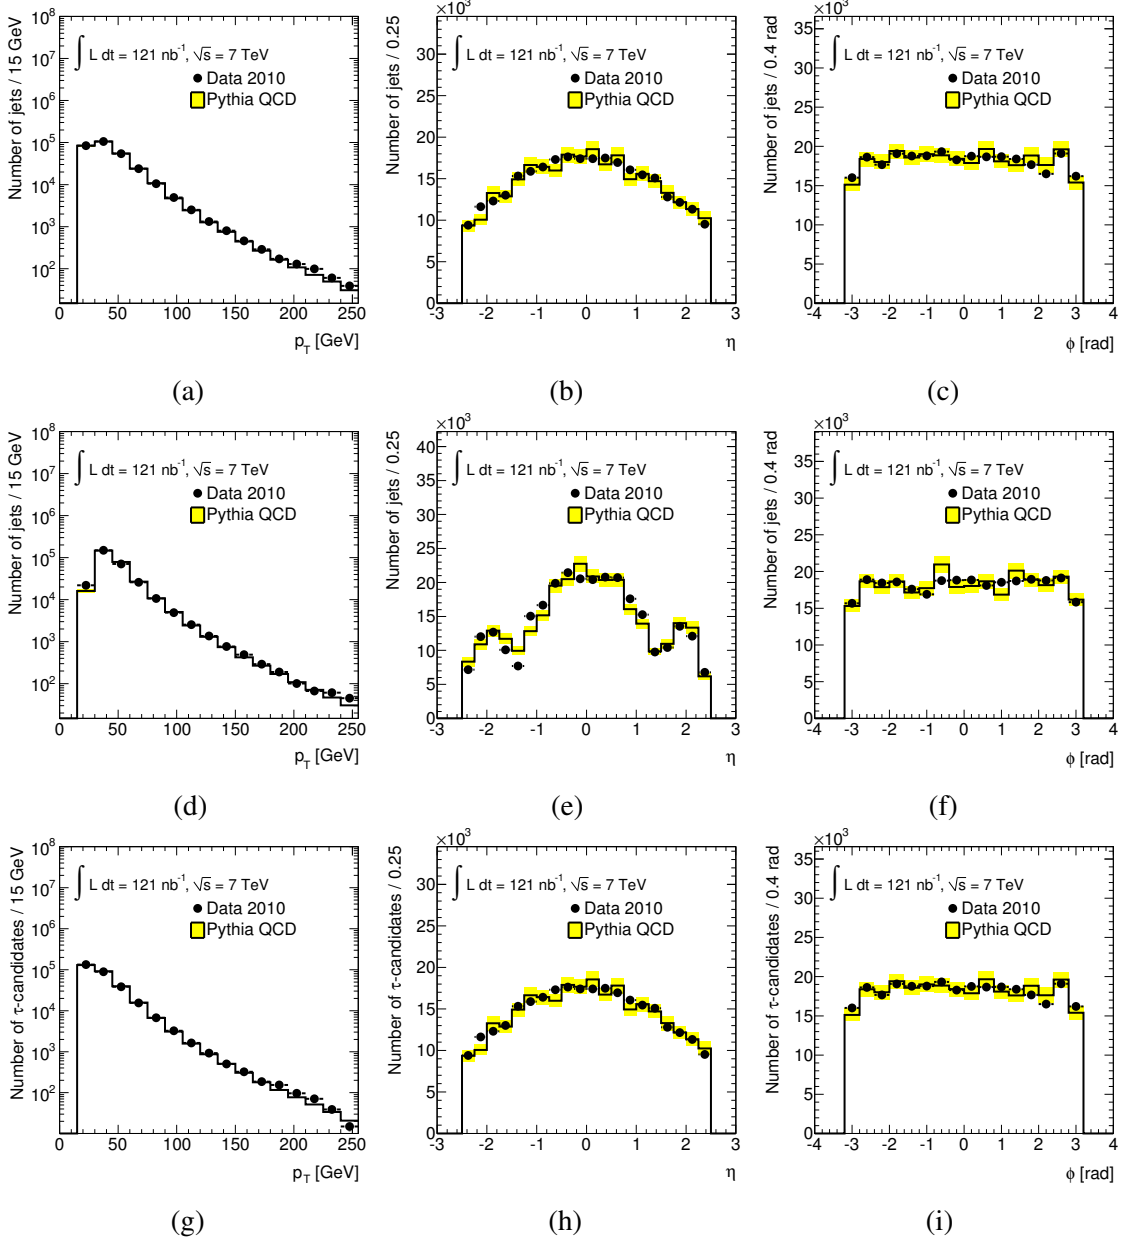 Number of jets / 15 GeV
10^8
10^7
10^6
10^5
10^4
10^3
10^2
∫ L dt = 121 nb^-1, √s = 7 TeV
Data 2010
Pythia QCD
0 50 100 150 200 250
p_T [GeV]
(a)
Number of jets / 0.25
×10^3
30
25
20
15
10
5
0
∫ L dt = 121 nb^-1, √s = 7 TeV
Data 2010
Pythia QCD
-3 -2 -1 0 1 2 3
η
(b)
Number of jets / 0.4 rad
×10^3
35
30
25
20
15
10
5
0
∫ L dt = 121 nb^-1, √s = 7 TeV
Data 2010
Pythia QCD
-4 -3 -2 -1 0 1 2 3 4
ϕ [rad]
(c)
Number of jets / 15 GeV
10^8
10^7
10^6
10^5
10^4
10^3
10^2
∫ L dt = 121 nb^-1, √s = 7 TeV
Data 2010
Pythia QCD
0 50 100 150 200 250
p_T [GeV]
(d)
Number of jets / 0.25
×10^3
40
35
30
25
20
15
10
5
0
∫ L dt = 121 nb^-1, √s = 7 TeV
Data 2010
Pythia QCD
-3 -2 -1 0 1 2 3
η
(e)
Number of jets / 0.4 rad
×10^3
35
30
25
20
15
10
5
0
∫ L dt = 121 nb^-1, √s = 7 TeV
Data 2010
Pythia QCD
-4 -3 -2 -1 0 1 2 3 4
ϕ [rad]
(f)
Number of τ-candidates / 15 GeV
10^8
10^7
10^6
10^5
10^4
10^3
10^2
∫ L dt = 121 nb^-1, √s = 7 TeV
Data 2010
Pythia QCD
0 50 100 150 200 250
p_T [GeV]
(g)
Number of τ-candidates / 0.25
×10^3
30
25
20
15
10
5
0
∫ L dt = 121 nb^-1, √s = 7 TeV
Data 2010
Pythia QCD
-3 -2 -1 0 1 2 3
η
(h)
Number of τ-candidates / 0.4 rad
×10^3
35
30
25
20
15
10
5
0
∫ L dt = 121 nb^-1, √s = 7 TeV
Data 2010
Pythia QCD
-4 -3 -2 -1 0 1 2 3 4
ϕ [rad]
(i)